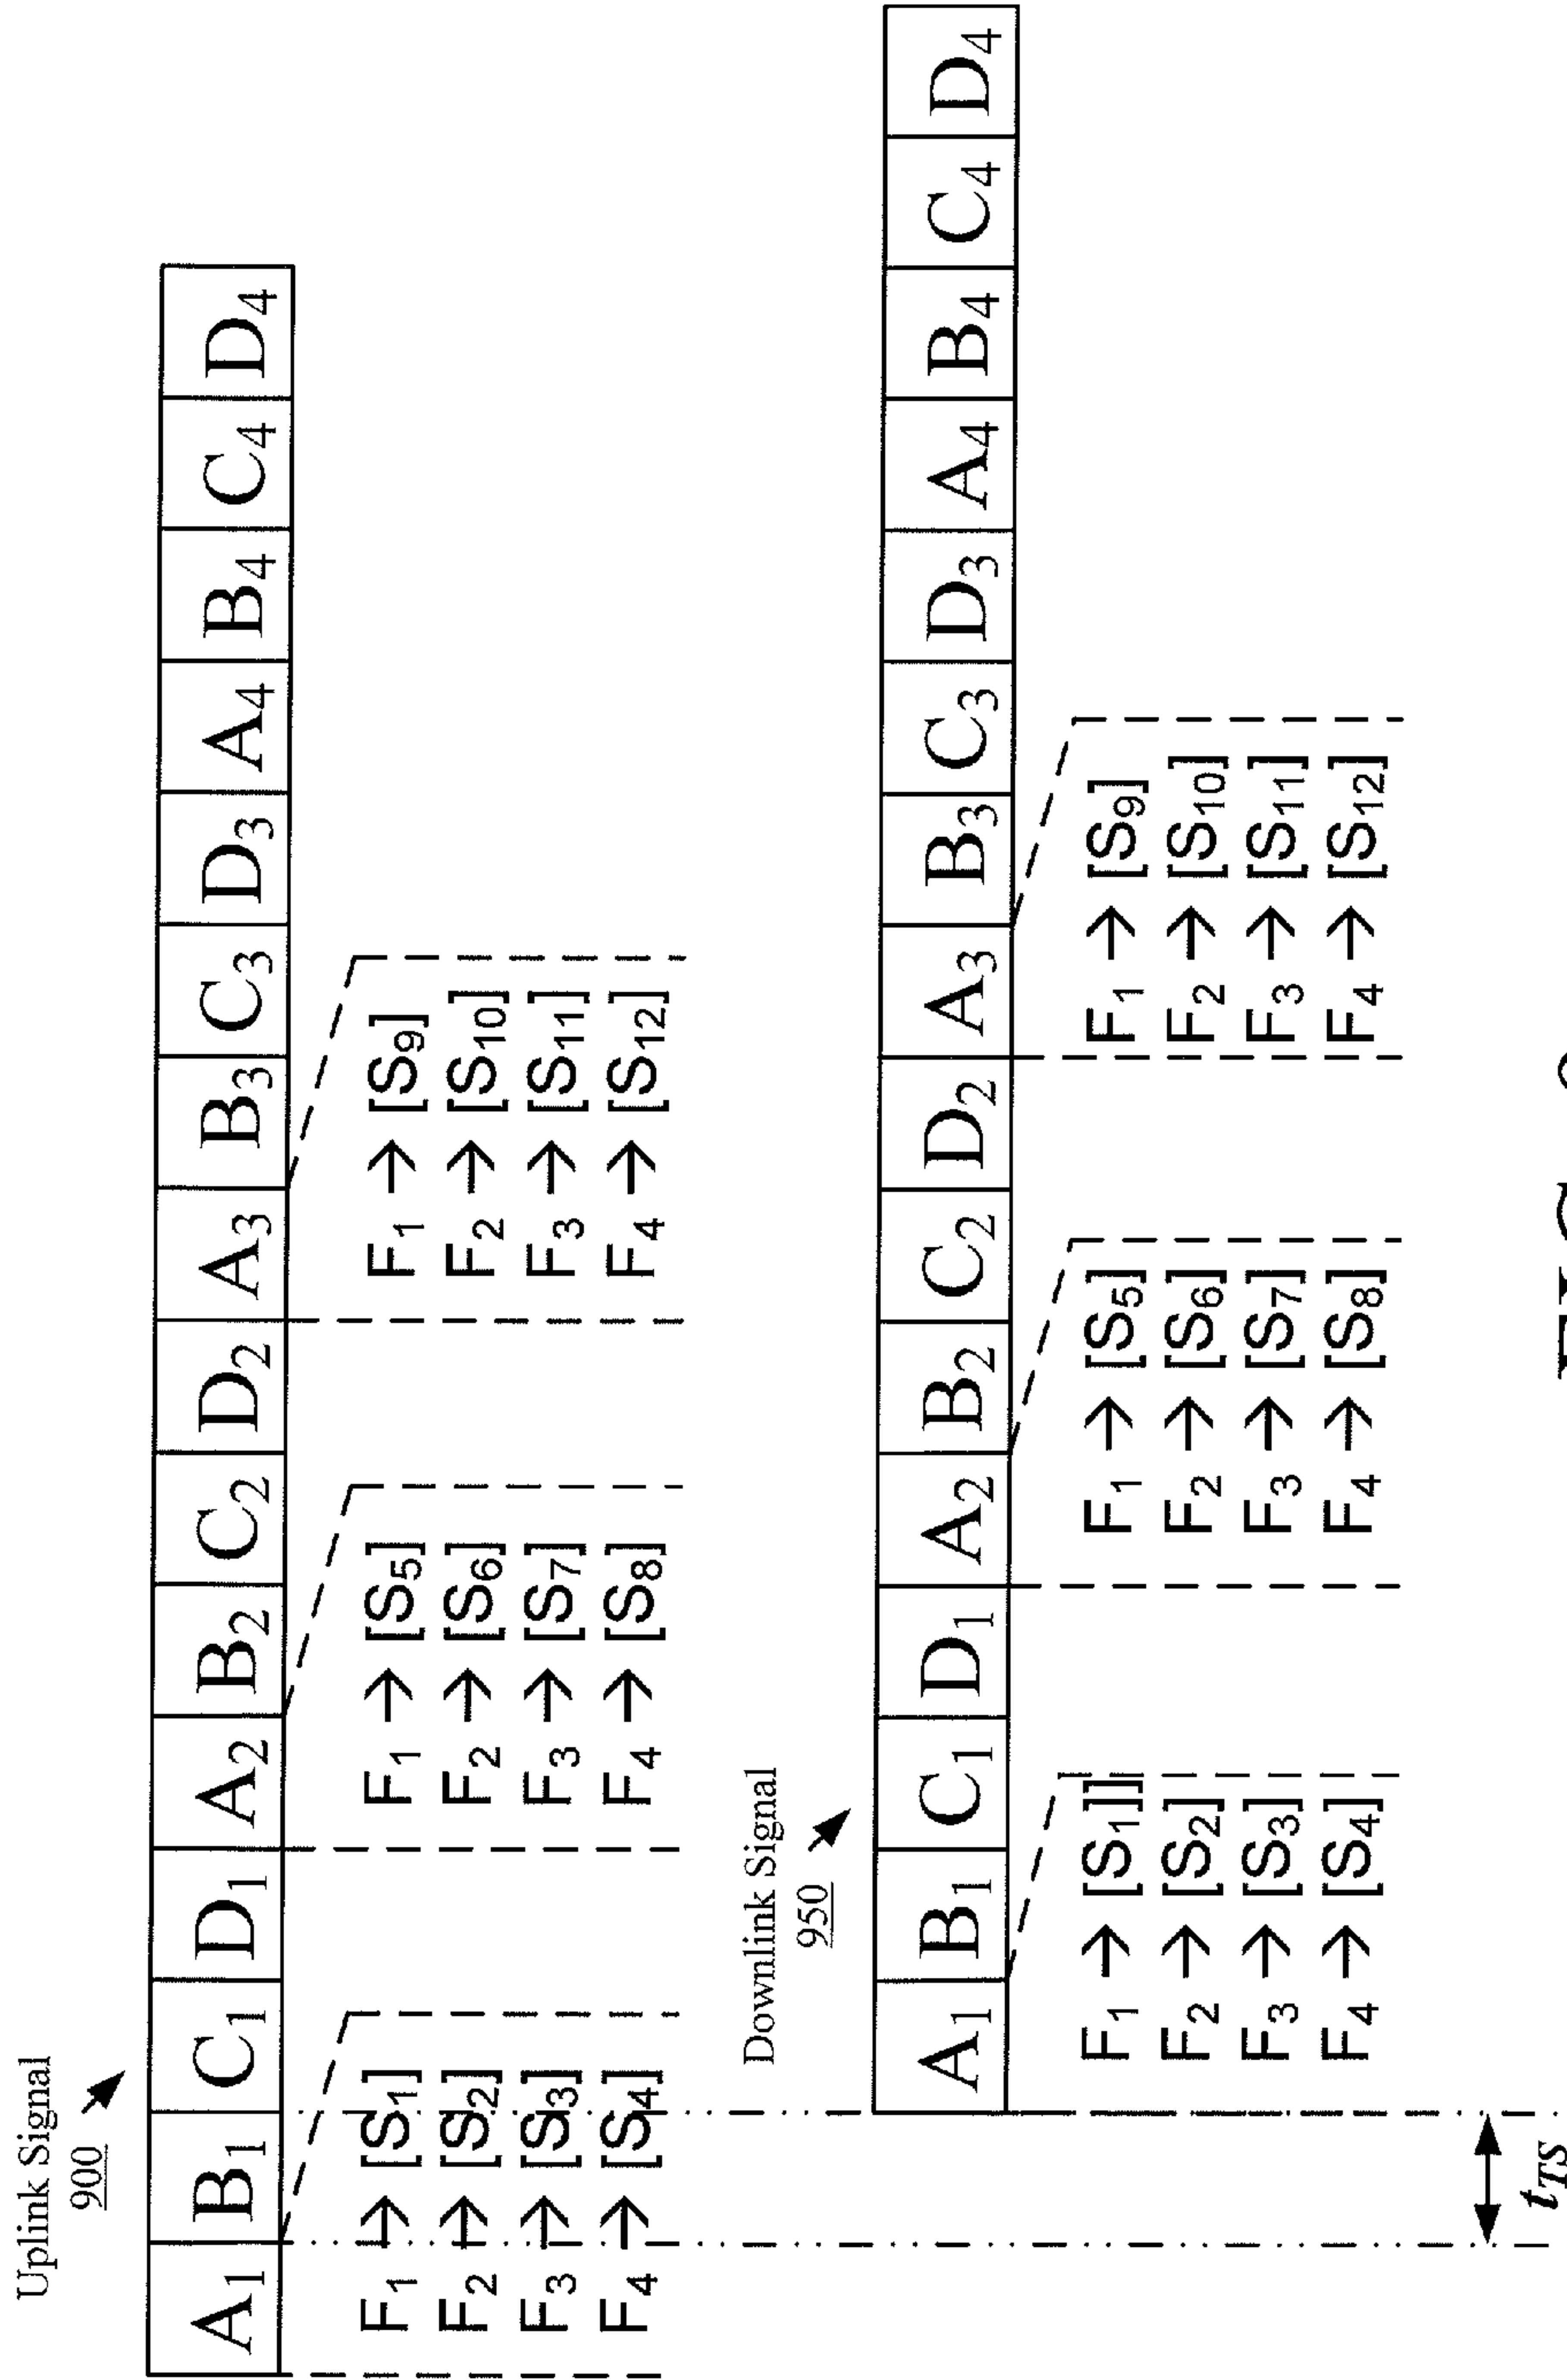 Uplink Signal
900
A1 B1 C1 D1 A2 B2 C2 D2 A3 B3 C3 D3 A4 B4 C4 D4
F1 → [S1]
F2 → [S2]
F3 → [S3]
F4 → [S4]
F1 → [S5]
F2 → [S6]
F3 → [S7]
F4 → [S8]
F1 → [S9]
F2 → [S10]
F3 → [S11]
F4 → [S12]
Downlink Signal
950
A1 B1 C1 D1 A2 B2 C2 D2 A3 B3 C3 D3 A4 B4 C4 D4
F1 → [S1]]
F2 → [S2]
F3 → [S3]
F4 → [S4]
F1 → [S5]
F2 → [S6]
F3 → [S7]
F4 → [S8]
F1 → [S9]
F2 → [S10]
F3 → [S11]
F4 → [S12]
tTS